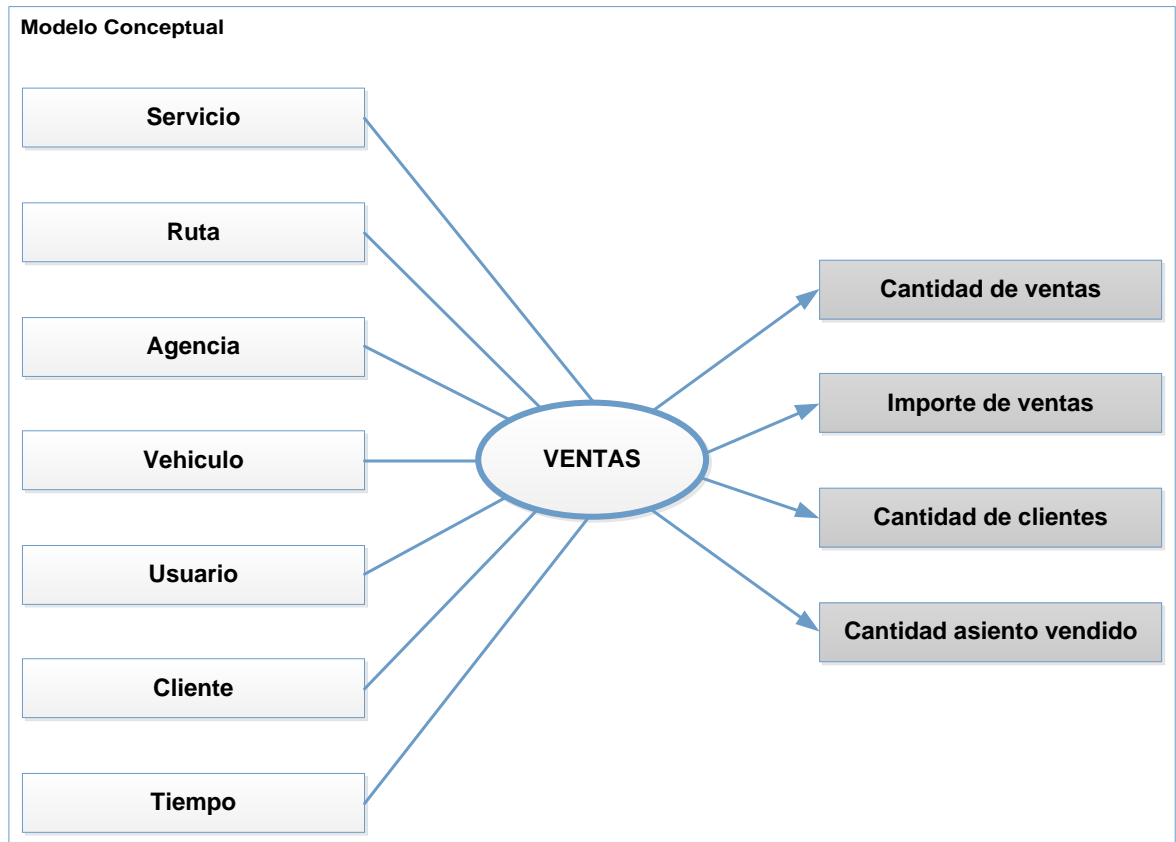 Modelo Conceptual
Servicio
Ruta
Agencia
Vehiculo
Usuario
Cliente
Tiempo
VENTAS
Cantidad de ventas
Importe de ventas
Cantidad de clientes
Cantidad asiento vendido